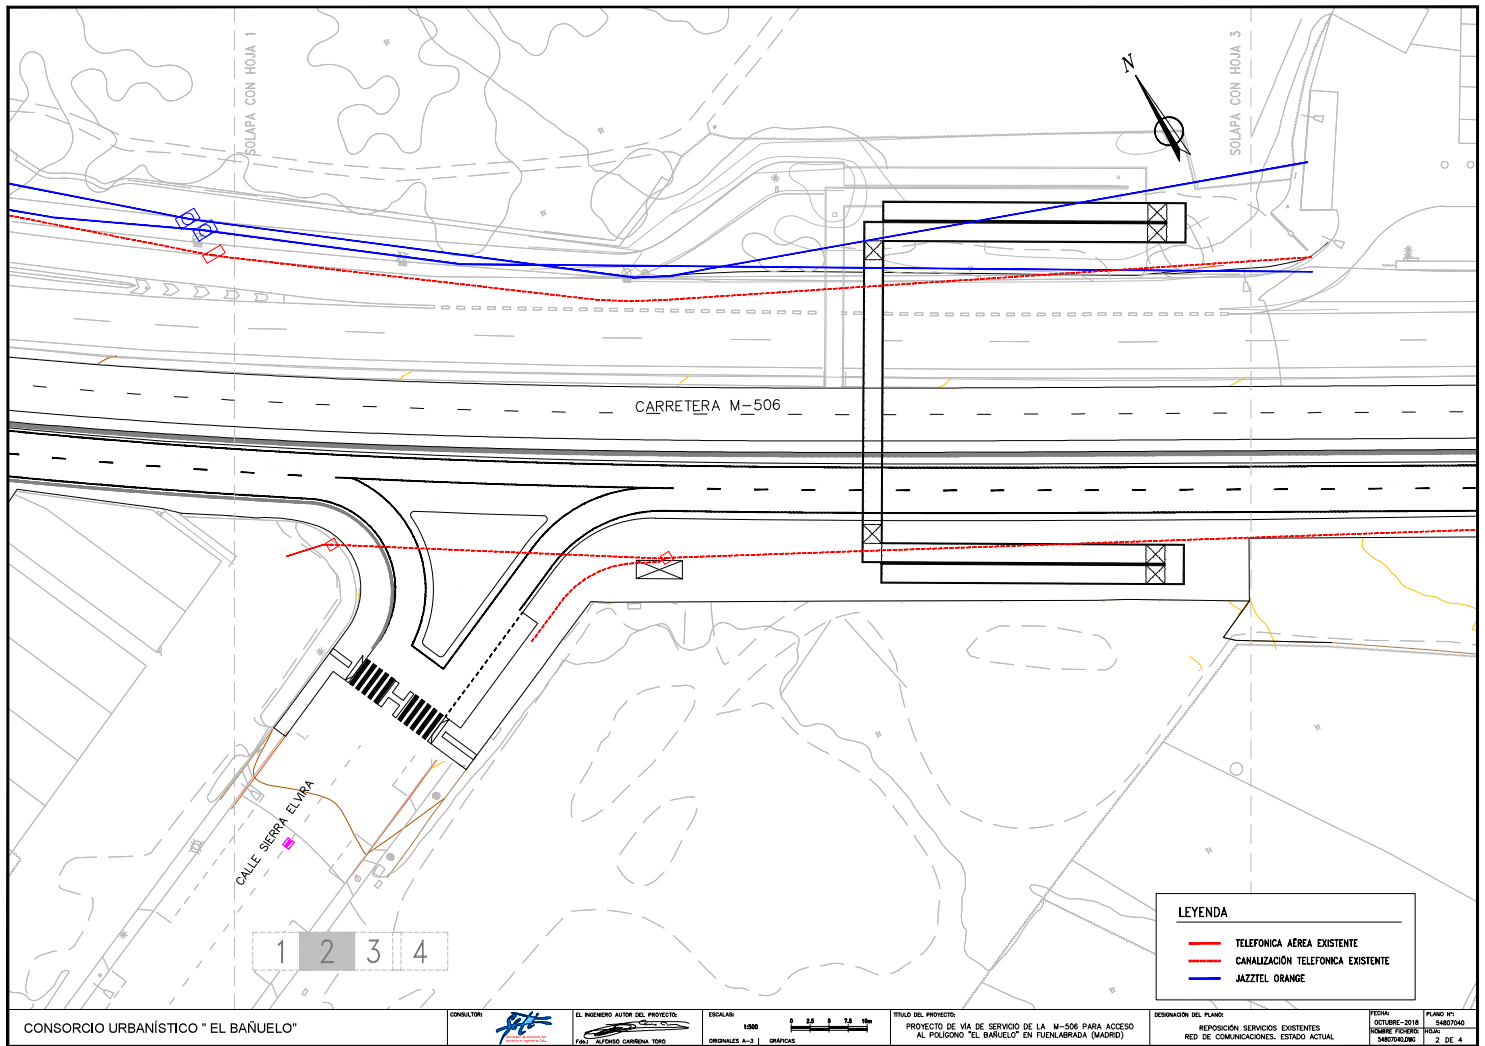 SOLAPA CON HOJA 1
SOLAPA CON HOJA 3
N
CARRETERA M-506
CALLE SIERRA ELVIRA
1 2 3 4
LEYENDA
TELEFONICA AÉREA EXISTENTE
CANALIZACIÓN TELEFONICA EXISTENTE
JAZZTEL ORANGE
CONSORCIO URBANÍSTICO " EL BAÑUELO"
CONSULTOR:
EL INGENIERO AUTOR DEL PROYECTO:
Fdo.: ALFONSO CARIÑENA TORO
ESCALAS:
1:500
ORIGINALES A-3
GRÁFICAS
0 2,5 5 7,5 10m
TÍTULO DEL PROYECTO:
PROYECTO DE VÍA DE SERVICIO DE LA M-506 PARA ACCESO
AL POLÍGONO "EL BAÑUELO" EN FUENLABRADA (MADRID)
DESIGNACIÓN DEL PLANO:
REPOSICIÓN SERVICIOS EXISTENTES
RED DE COMUNICACIONES. ESTADO ACTUAL
FECHA:
OCTUBRE-2018
NOMBRE FICHERO:
54807040.DWG
PLANO Nº:
54807040
HOJA:
2 DE 4